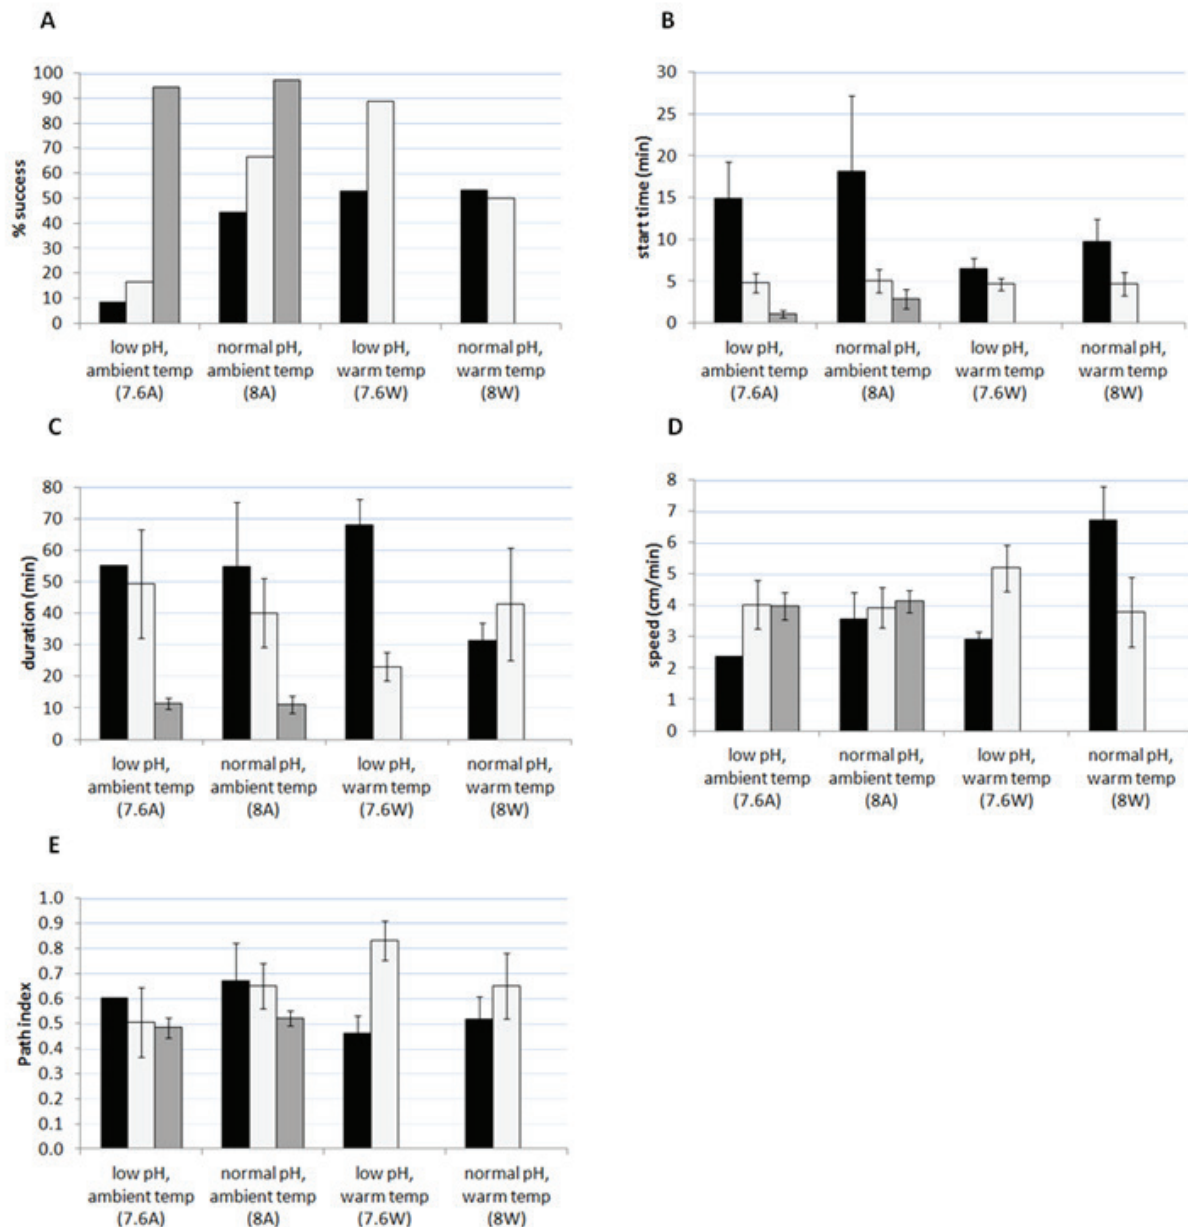 A
% success
100
90
80
70
60
50
40
30
20
10
0
low pH, normal pH, low pH, normal pH,
ambient temp ambient temp warm temp warm temp
(7.6A) (8A) (7.6W) (8W)
B
start time (min)
30
25
20
15
10
5
0
low pH, normal pH, low pH, normal pH,
ambient temp ambient temp warm temp warm temp
(7.6A) (8A) (7.6W) (8W)
C
duration (min)
80
70
60
50
40
30
20
10
0
low pH, normal pH, low pH, normal pH,
ambient temp ambient temp warm temp warm temp
(7.6A) (8A) (7.6W) (8W)
D
speed (cm/min)
8
7
6
5
4
3
2
1
0
low pH, normal pH, low pH, normal pH,
ambient temp ambient temp warm temp warm temp
(7.6A) (8A) (7.6W) (8W)
E
Path index
1.0
0.9
0.8
0.7
0.6
0.5
0.4
0.3
0.2
0.1
0.0
low pH, normal pH, low pH, normal pH,
ambient temp ambient temp warm temp warm temp
(7.6A) (8A) (7.6W) (8W)